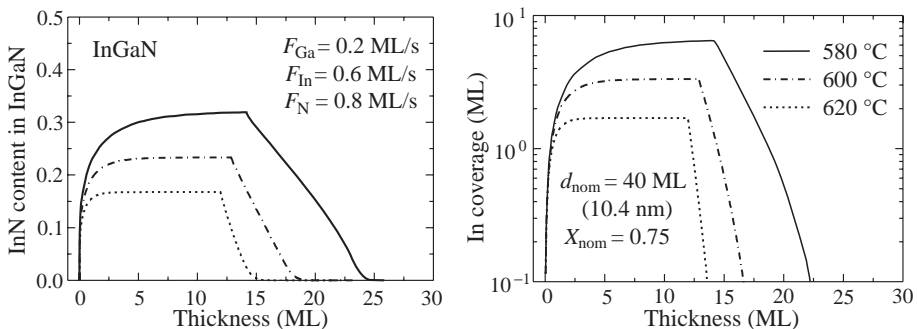 InGaN
F_Ga = 0.2 ML/s
F_In = 0.6 ML/s
F_N = 0.8 ML/s
InN content in InGaN
0.5
0.4
0.3
0.2
0.1
0.0
0 5 10 15 20 25 30
Thickness (ML)
In coverage (ML)
10^1
10^0
10^−1
580 °C
600 °C
620 °C
d_nom = 40 ML
(10.4 nm)
X_nom = 0.75
0 5 10 15 20 25 30
Thickness (ML)